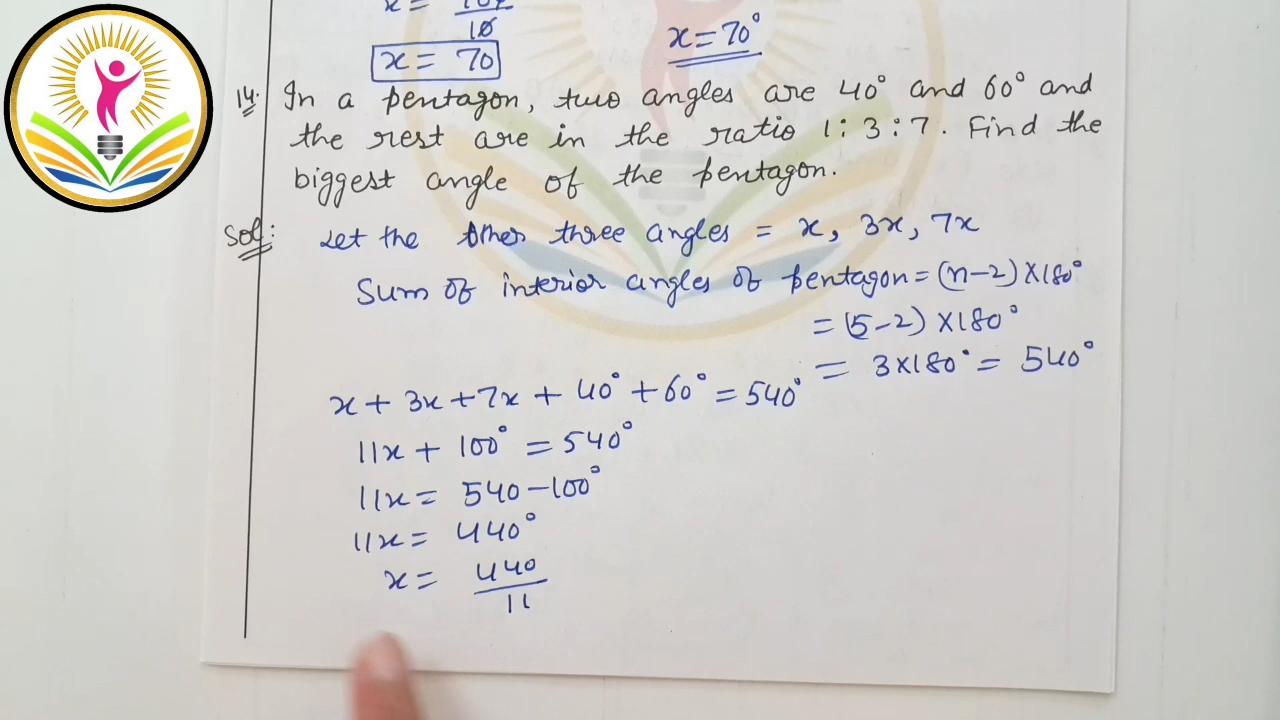 x =
10
x = 70
x = 70°
14. In a pentagon, two angles are 40° and 60° and
the rest are in the ratio 1:3:7. Find the
biggest angle of the pentagon.
Sol: Let the other three angles = x, 3x, 7x
Sum of interior angles of pentagon = (n-2)×180°
= (5-2)×180°
= 3×180° = 540°
x + 3x + 7x + 40° + 60° = 540°
11x + 100° = 540°
11x = 540 - 100°
11x = 440°
x = 440
11